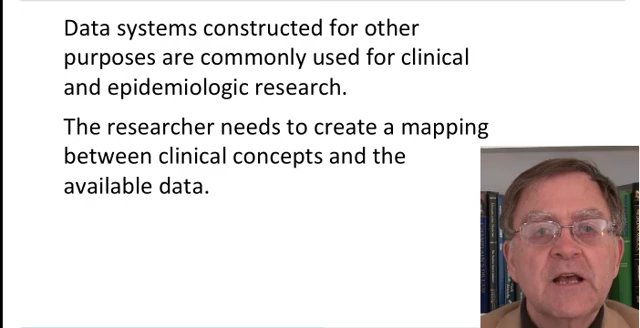 Data systems constructed for other
purposes are commonly used for clinical
and epidemiologic research.
The researcher needs to create a mapping
between clinical concepts and the
available data.